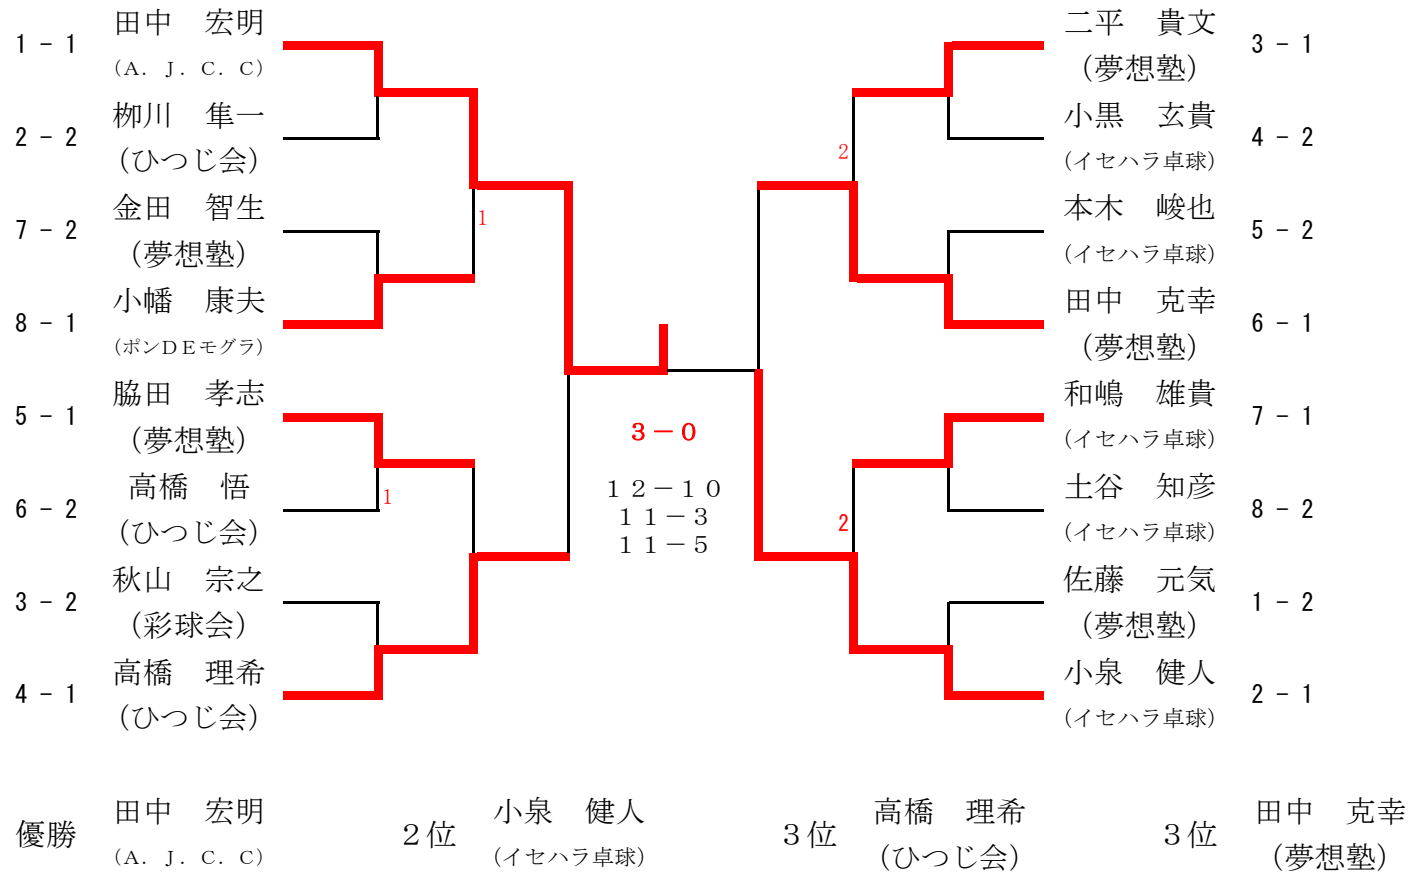 1 - 1
田中　宏明
（A．J．C．C）
2 - 2
栁川　隼一
（ひつじ会）
7 - 2
金田　智生
（夢想塾）
8 - 1
小幡　康夫
（ポンＤＥモグラ）
5 - 1
脇田　孝志
（夢想塾）
6 - 2
高橋　悟
（ひつじ会）
3 - 2
秋山　宗之
（彩球会）
4 - 1
高橋　理希
（ひつじ会）
1
1
３－０
１２－１０
１１－３
１１－５
2
2
二平　貴文
（夢想塾）
3 - 1
小黒　玄貴
（イセハラ卓球）
4 - 2
本木　峻也
（イセハラ卓球）
5 - 2
田中　克幸
（夢想塾）
6 - 1
和嶋　雄貴
（イセハラ卓球）
7 - 1
土谷　知彦
（イセハラ卓球）
8 - 2
佐藤　元気
（夢想塾）
1 - 2
小泉　健人
（イセハラ卓球）
2 - 1
優勝
田中　宏明
（A．J．C．C）
２位
小泉　健人
（イセハラ卓球）
３位
高橋　理希
（ひつじ会）
３位
田中　克幸
（夢想塾）